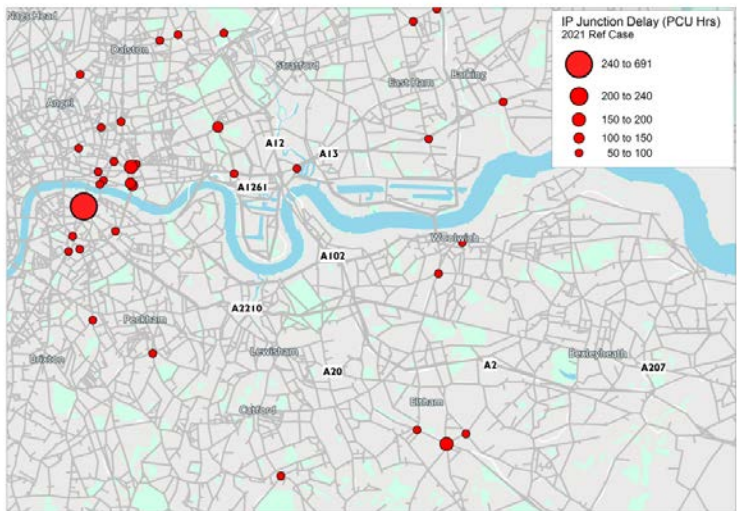 Nags Head
Dalston
Stratford
East Ham
Barking
Angel
A12
A13
A1261
Woolwich
A102
A2210
Peckham
Brixton
Lewisham
A20
A2
Bexleyheath
A207
Eltham
Catford
IP Junction Delay (PCU Hrs)
2021 Ref Case
240 to 691
200 to 240
150 to 200
100 to 150
50 to 100